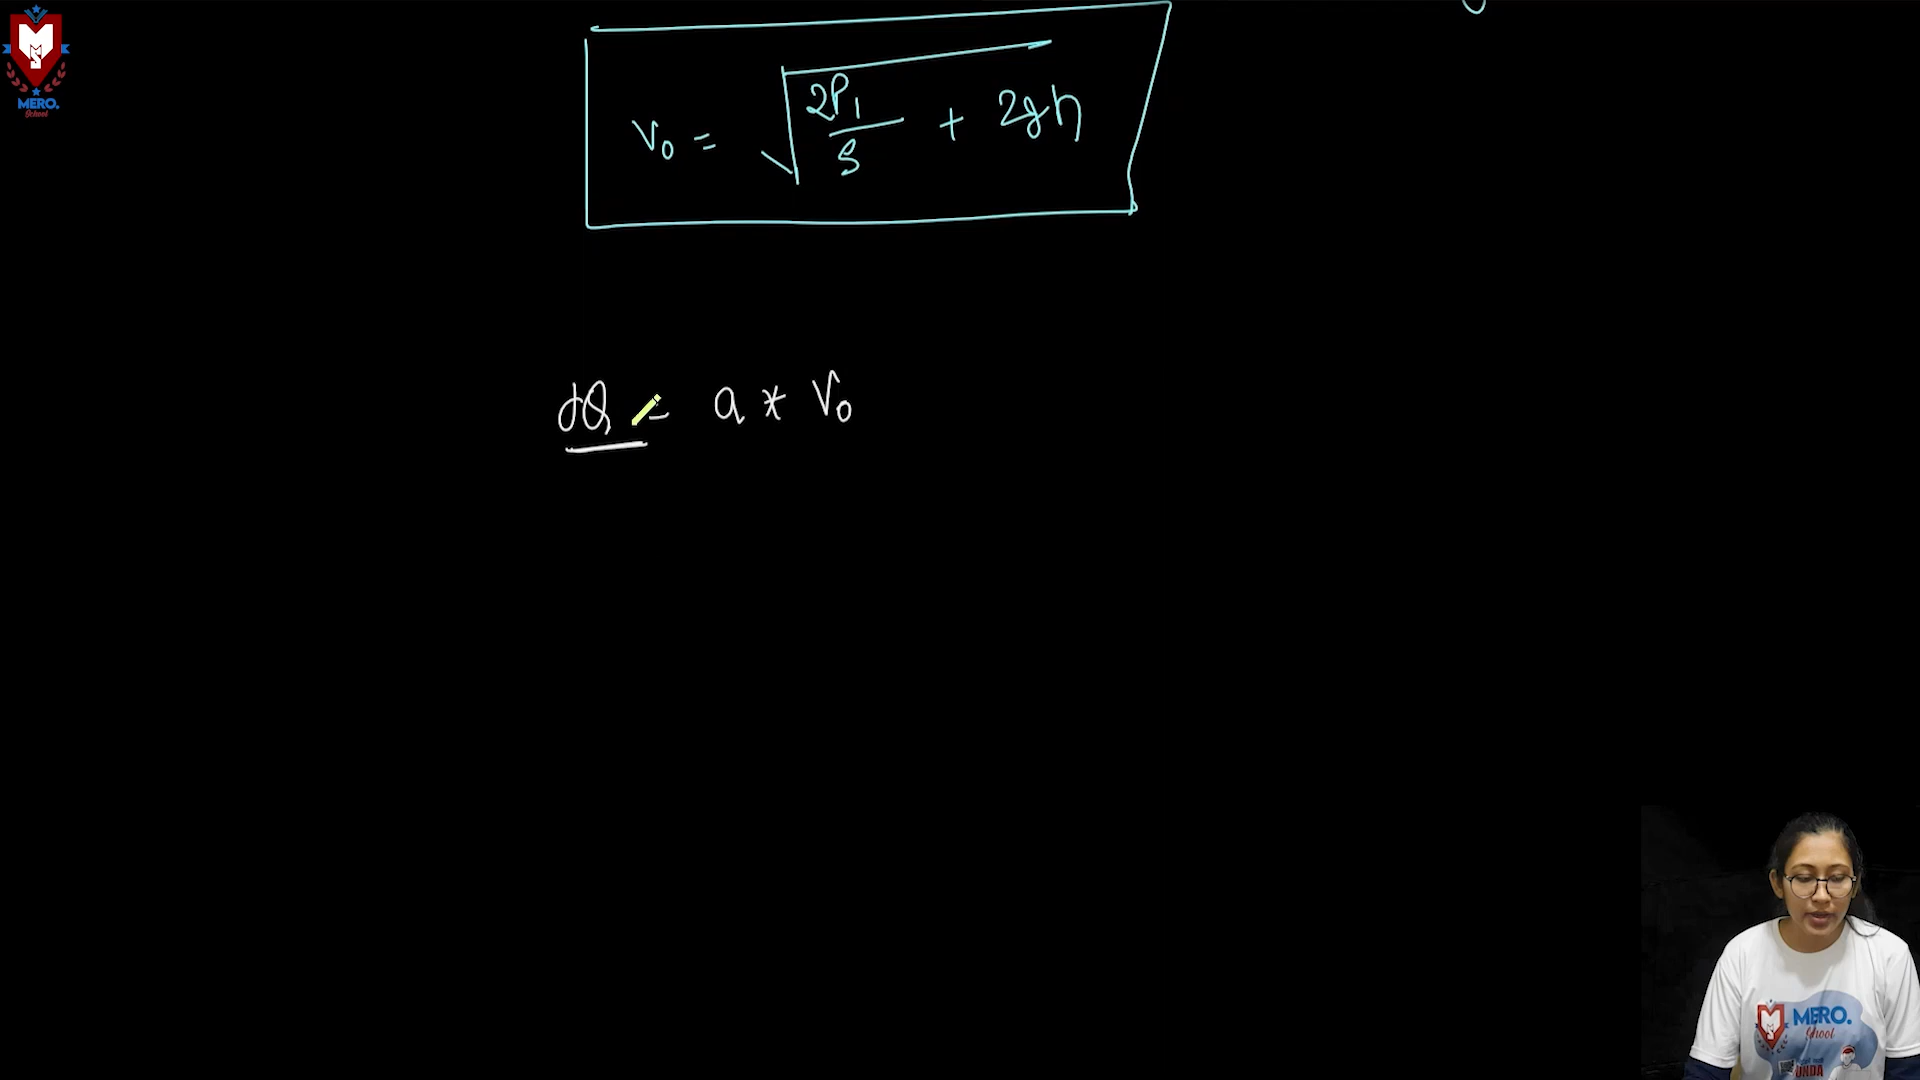 MERO.
School
V₀ = √(2P₁/ρ + 2gh)
dQ = a * V₀
MERO.
School